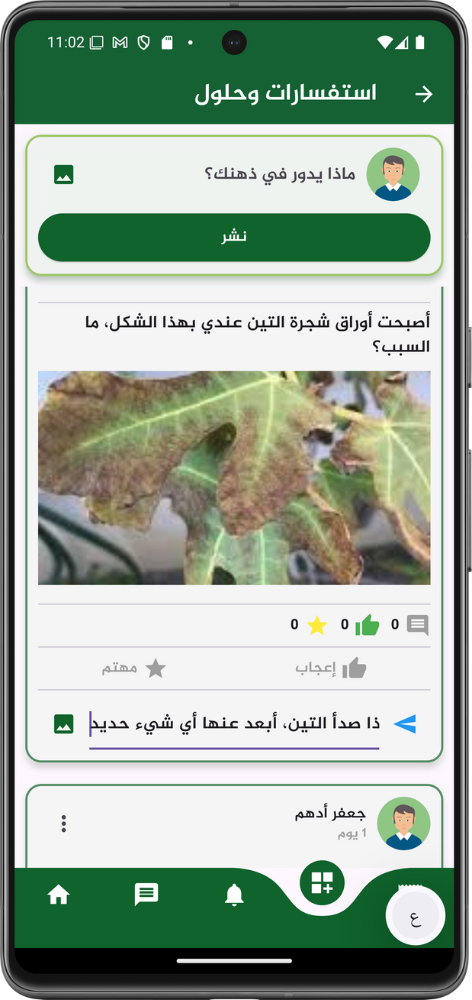 11:02
استفسارات وحلول
ماذا يدور في ذهنك؟
نشر
أصبحت أوراق شجرة التين عندي بهذا الشكل، ما
السبب؟
0 0 0
إعجاب مهتم
ذا صدأ التين، أبعد عنها أي شيء حديد
جعفر أدهم
1 يوم
ع